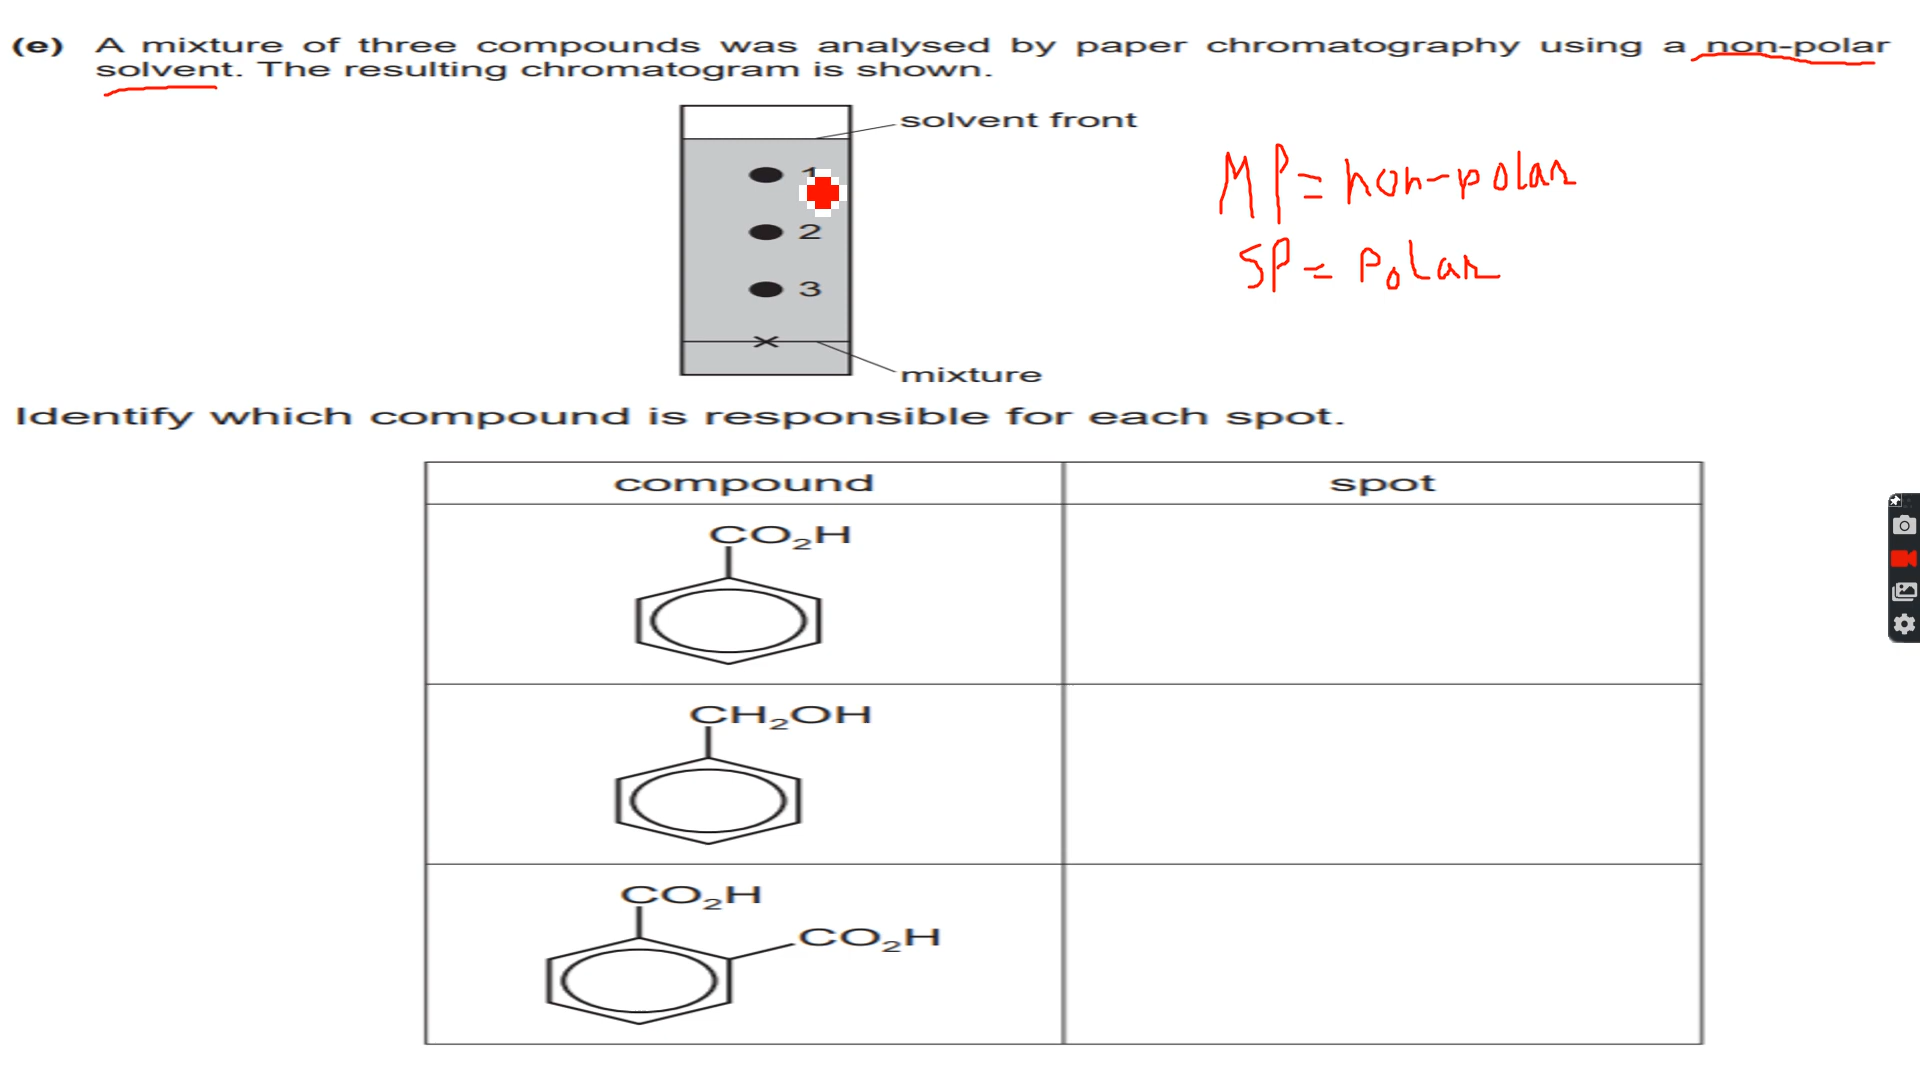 (e) A mixture of three compounds was analysed by paper chromatography using a non-polar
solvent. The resulting chromatogram is shown.
solvent front
1
MP = non-polar
2
SP = Polar
3
mixture
Identify which compound is responsible for each spot.
compound spot
CO₂H
CH₂OH
CO₂H
CO₂H